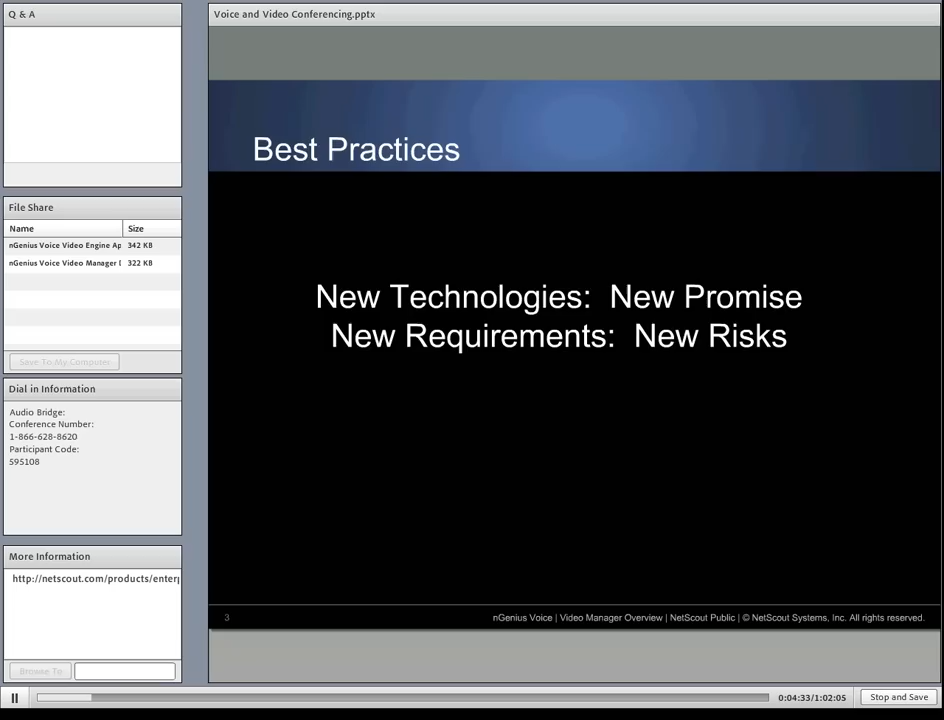 Q & A
Voice and Video Conferencing.pptx
Best Practices
New Technologies:  New Promise
New Requirements:  New Risks
3
nGenius Voice | Video Manager Overview | NetScout Public | © NetScout Systems, Inc. All rights reserved.
File Share
Name Size
nGenius Voice Video Engine Ap 342 KB
nGenius Voice Video Manager 322 KB
Save To My Computer
Dial in Information
Audio Bridge:
Conference Number:
1-866-628-8620
Participant Code:
595108
More Information
http://netscout.com/products/enterp
Browse To
0:04:33/1:02:05
Stop and Save